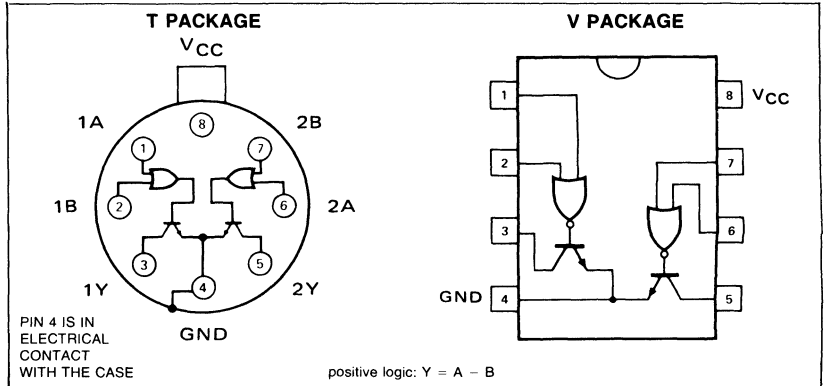 T PACKAGE
VCC
1A
8
2B
1
7
1B
2
6
2A
3
5
1Y
4
2Y
GND
PIN 4 IS IN
ELECTRICAL
CONTACT
WITH THE CASE
V PACKAGE
1
8
VCC
2
7
3
6
GND
4
5
positive logic: Y = A – B